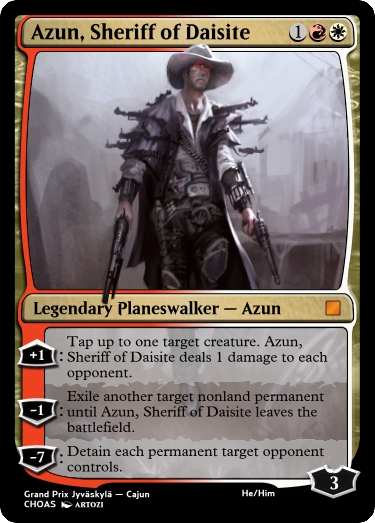 Azun, Sheriff of Daisite 1
Legendary Planeswalker — Azun
+1: Tap up to one target creature. Azun,
Sheriff of Daisite deals 1 damage to each
opponent.
-1: Exile another target nonland permanent
until Azun, Sheriff of Daisite leaves the
battlefield.
-7: Detain each permanent target opponent
controls.
3
Grand Prix Jyväskylä — Cajun He/Him
CHOAS ARTOZI